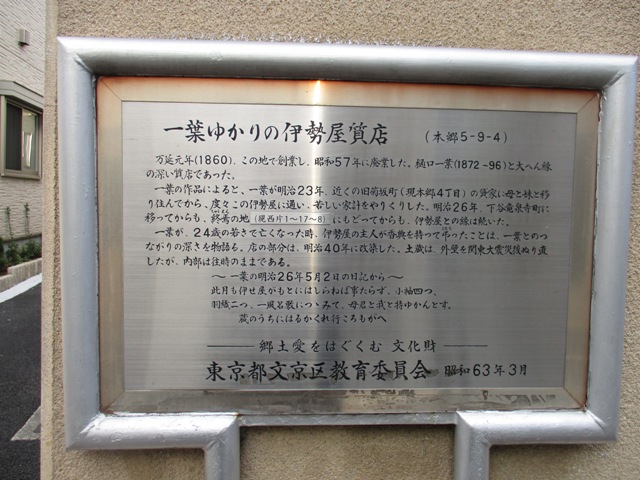 一葉ゆかりの伊勢屋質店 (本郷5-9-4)
万延元年(1860)、この地で創業し、昭和57年に廃業した。樋口一葉(1872~96)と大へん縁
の深い質店であった。
一葉の作品によると、一葉が明治23年、近くの旧菊坂町(現本郷4丁目)の貸家に母と妹と移
り住んでから、度々この伊勢屋に通い、苦しい家計をやりくりした。明治26年、下谷竜泉寺町に
移ってからも、終焉の地(現西片1~17~8)にもどってからも、伊勢屋との縁は続いた。
一葉が、24歳の若さで亡くなった時、伊勢屋の主人が香典を持って弔ったことは、一葉とのつ
ながりの深さを物語る。店の部分は、明治40年に改築した。土蔵は、外壁を関東大震災後ぬり直
したが、内部は往時のままである。
~一葉の明治26年5月2日の日記から~
此月も伊せ屋がもとにはしらねば事たらず、小袖四つ、
羽織二つ、一風呂敷につゝみて、母君と我と持ゆかんとす。
蔵のうちにはるかくれ行ころもがへ
郷土愛をはぐくむ 文化財
東京都文京区教育委員会 昭和63年3月